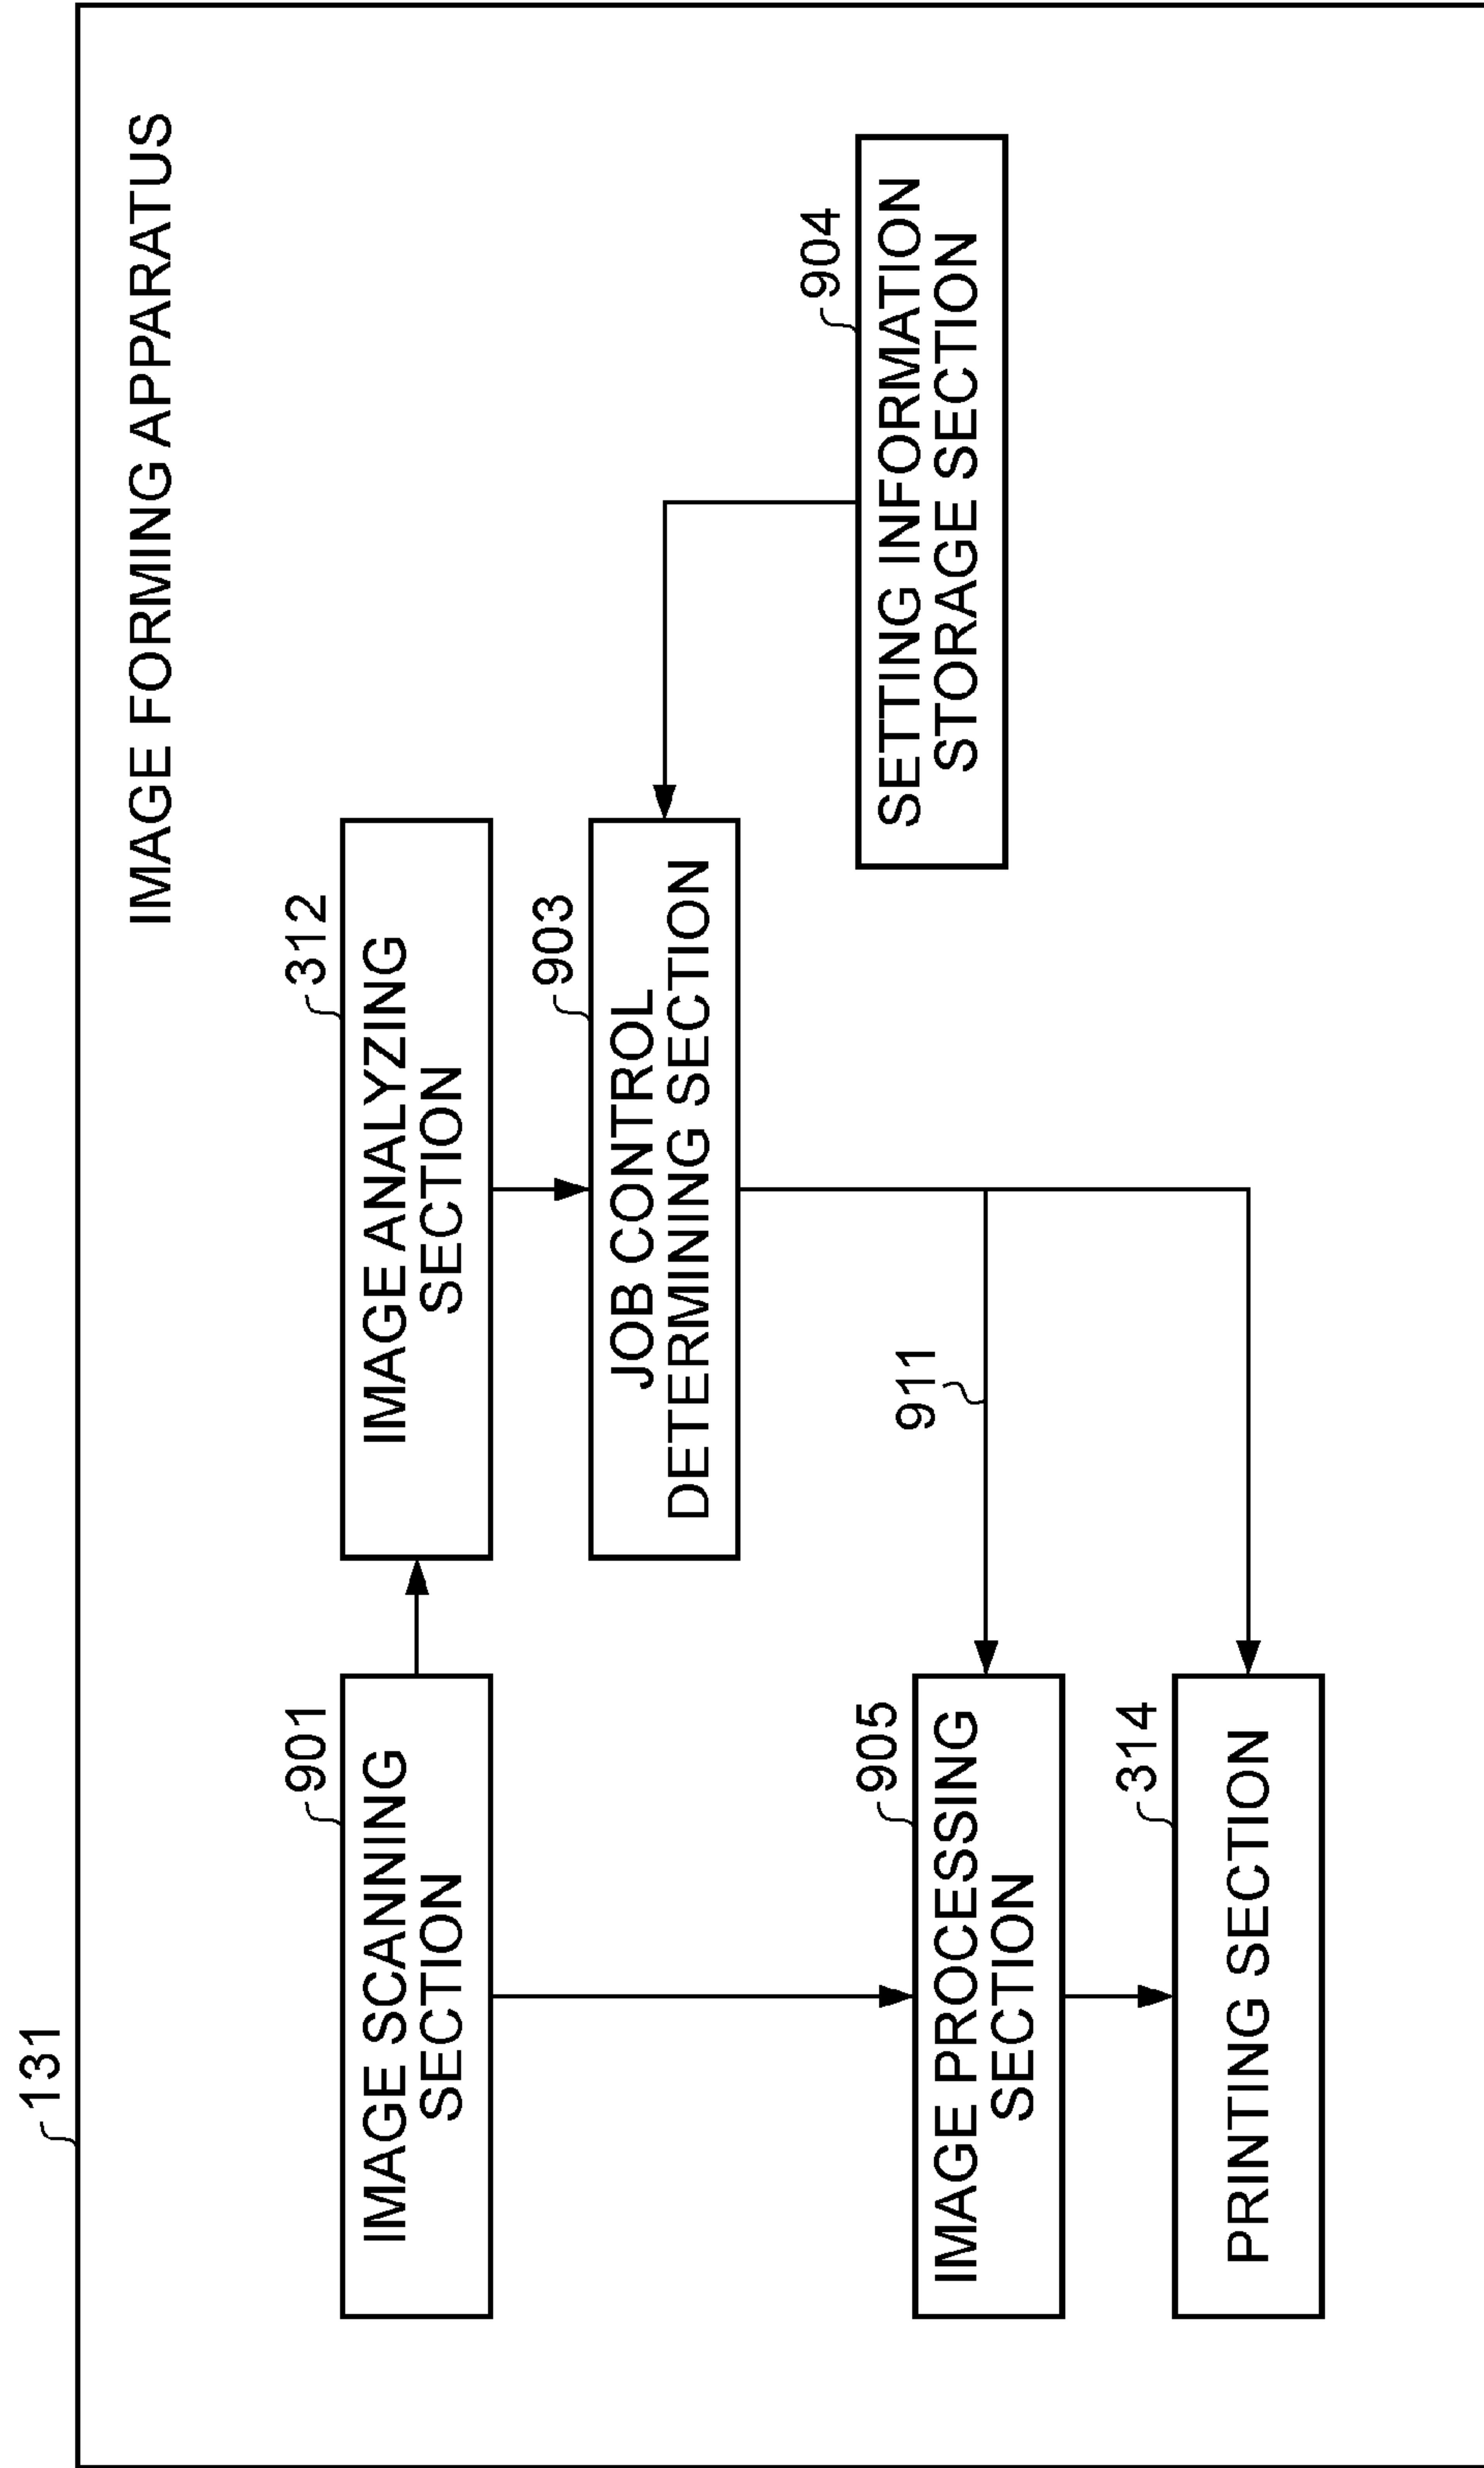 131
IMAGE FORMING APPARATUS
901
IMAGE SCANNING
SECTION
312
IMAGE ANALYZING
SECTION
903
JOB CONTROL
DETERMINING SECTION
904
SETTING INFORMATION
STORAGE SECTION
911
905
IMAGE PROCESSING
SECTION
314
PRINTING SECTION